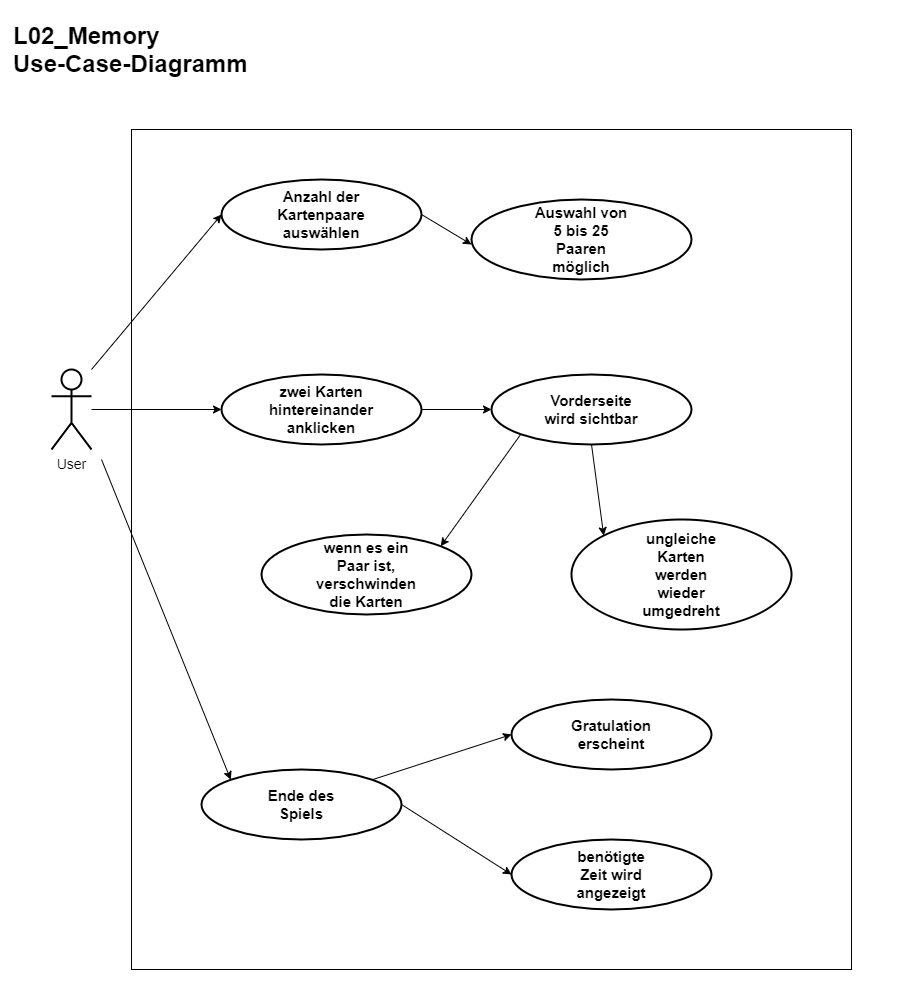 L02_Memory
Use-Case-Diagramm
Anzahl der
Kartenpaare
auswählen
Auswahl von
5 bis 25
Paaren
möglich
zwei Karten
hintereinander
anklicken
Vorderseite
wird sichtbar
User
wenn es ein
Paar ist,
verschwinden
die Karten
ungleiche
Karten
werden
wieder
umgedreht
Gratulation
erscheint
Ende des
Spiels
benötigte
Zeit wird
angezeigt